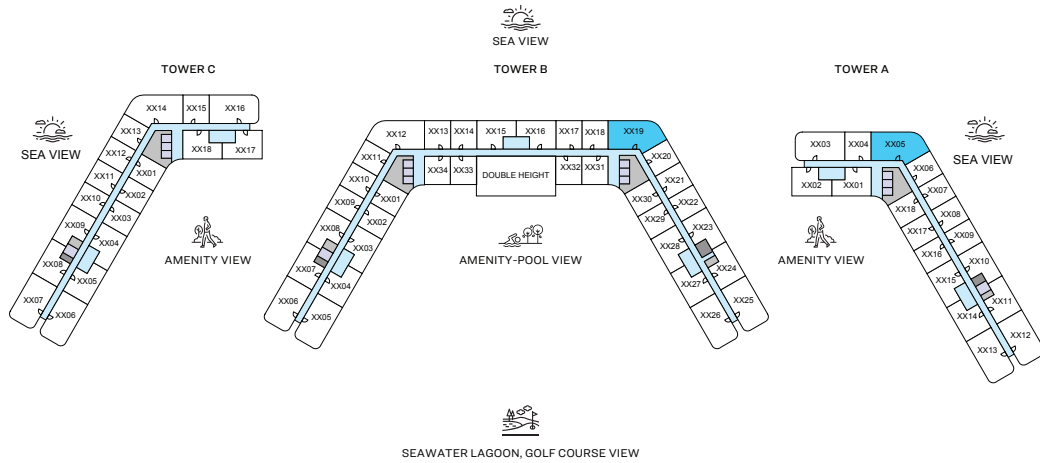 SEA VIEW
TOWER C
TOWER B
TOWER A
SEA VIEW
SEA VIEW
XX14
XX15
XX16
XX13
XX12
XX11
XX10
XX09
XX08
XX07
XX06
XX05
XX04
XX03
XX02
XX01
XX18
XX17
AMENITY VIEW
XX12
XX13
XX14
XX15
XX16
XX17
XX18
XX19
XX11
XX10
XX09
XX08
XX07
XX06
XX05
XX04
XX03
XX02
XX01
XX34
XX33
DOUBLE HEIGHT
XX32
XX31
XX30
XX29
XX28
XX27
XX26
XX20
XX21
XX22
XX23
XX24
XX25
AMENITY-POOL VIEW
XX03
XX04
XX05
XX02
XX01
XX06
XX07
XX08
XX09
XX10
XX11
XX12
XX18
XX17
XX16
XX15
XX14
XX13
AMENITY VIEW
SEAWATER LAGOON, GOLF COURSE VIEW